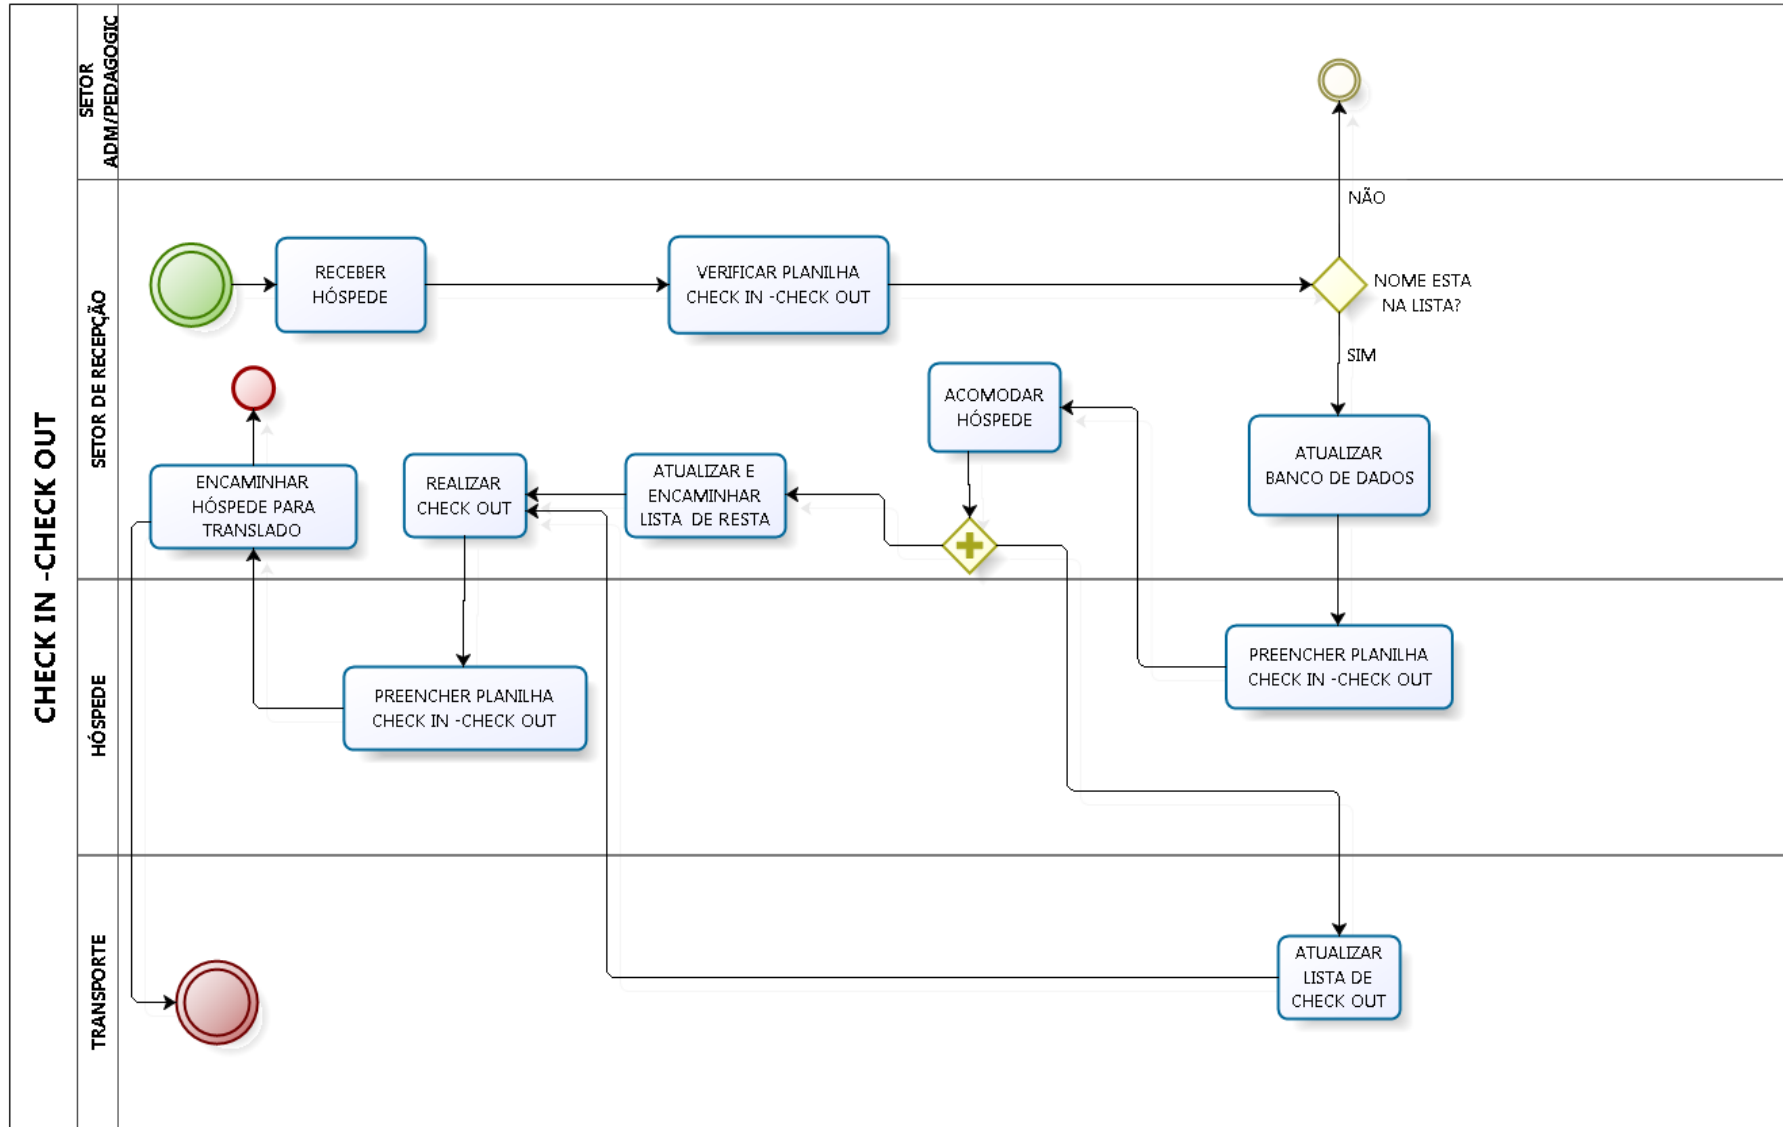 CHECK IN -CHECK OUT
SETOR
ADM/PEDAGOGIC
NÃO
SETOR DE RECEPÇÃO
RECEBER
HÓSPEDE
VERIFICAR PLANILHA
CHECK IN -CHECK OUT
NOME ESTA
NA LISTA?
SIM
ACOMODAR
HÓSPEDE
ATUALIZAR
BANCO DE DADOS
ENCAMINHAR
HÓSPEDE PARA
TRANSLADO
REALIZAR
CHECK OUT
ATUALIZAR E
ENCAMINHAR
LISTA DE RESTA
HÓSPEDE
PREENCHER PLANILHA
CHECK IN -CHECK OUT
PREENCHER PLANILHA
CHECK IN -CHECK OUT
TRANSPORTE
ATUALIZAR
LISTA DE
CHECK OUT